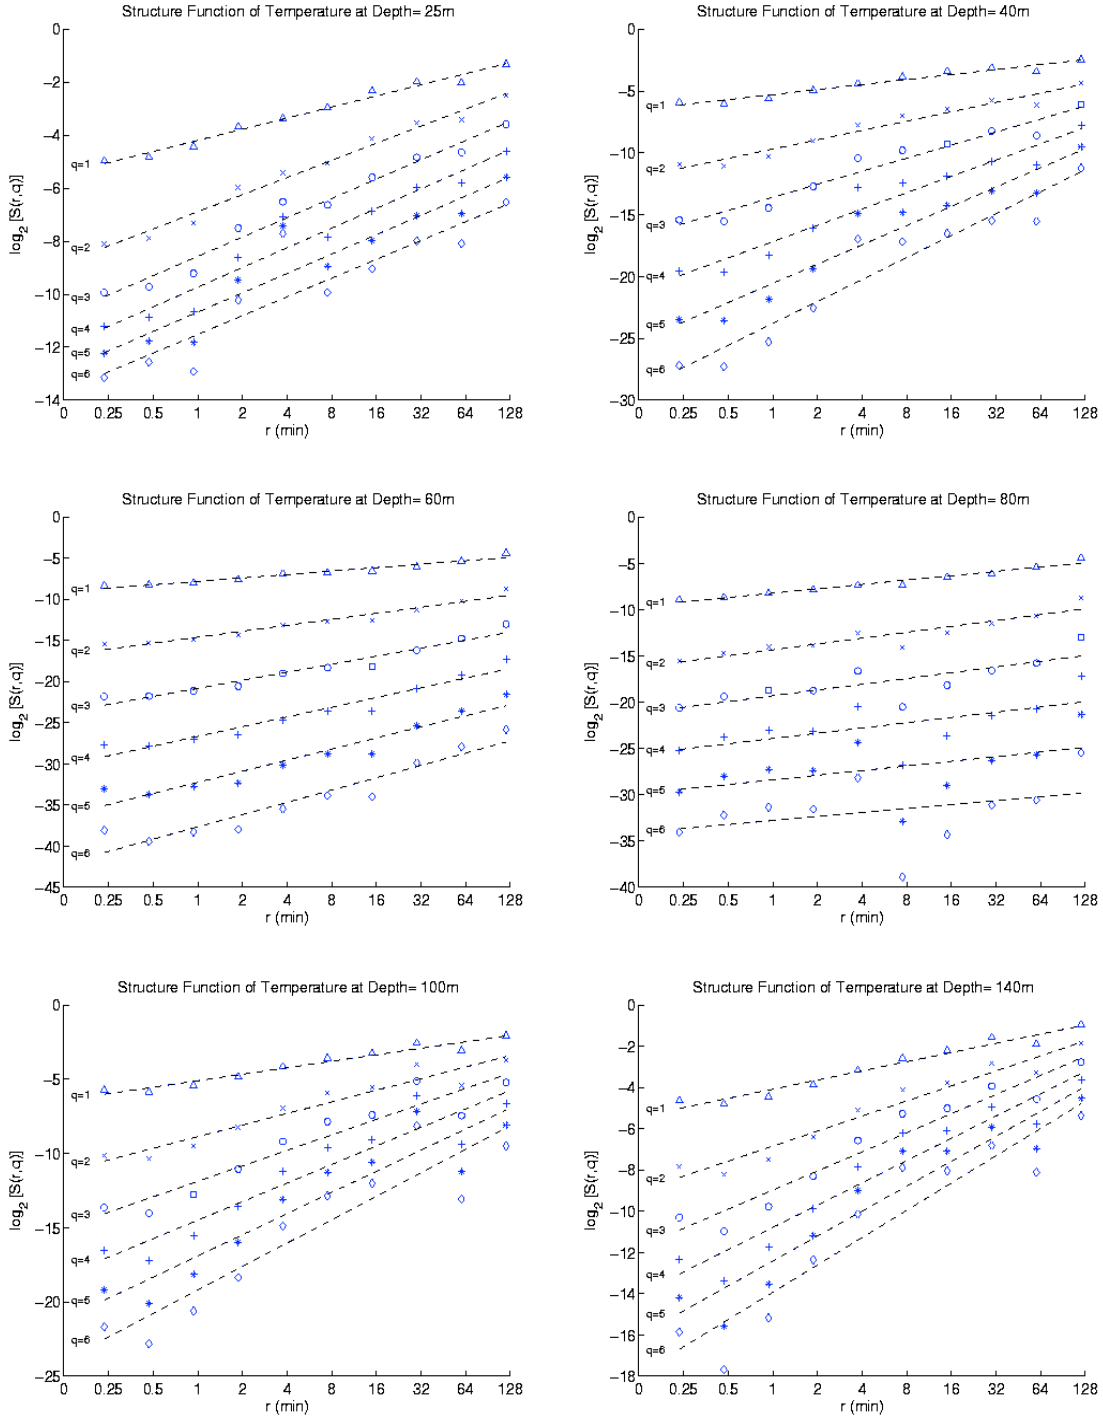 Structure Function of Temperature at Depth= 25m
0
−2
−4
−6
−8
−10
−12
−14
log2 [S(r,q)]
q=1
q=2
q=3
q=4
q=5
q=6
0 0.25 0.5 1 2 4 8 16 32 64 128
r (min)
Structure Function of Temperature at Depth= 40m
0
−5
−10
−15
−20
−25
−30
log2 [S(r,q)]
q=1
q=2
q=3
q=4
q=5
q=6
0 0.25 0.5 1 2 4 8 16 32 64 128
r (min)
Structure Function of Temperature at Depth= 60m
0
−5
−10
−15
−20
−25
−30
−35
−40
−45
log2 [S(r,q)]
q=1
q=2
q=3
q=4
q=5
q=6
0 0.25 0.5 1 2 4 8 16 32 64 128
r (min)
Structure Function of Temperature at Depth= 80m
0
−5
−10
−15
−20
−25
−30
−35
−40
log2 [S(r,q)]
q=1
q=2
q=3
q=4
q=5
q=6
0 0.25 0.5 1 2 4 8 16 32 64 128
r (min)
Structure Function of Temperature at Depth= 100m
0
−5
−10
−15
−20
−25
log2 [S(r,q)]
q=1
q=2
q=3
q=4
q=5
q=6
0 0.25 0.5 1 2 4 8 16 32 64 128
r (min)
Structure Function of Temperature at Depth= 140m
0
−2
−4
−6
−8
−10
−12
−14
−16
−18
log2 [S(r,q)]
q=1
q=2
q=3
q=4
q=5
q=6
0 0.25 0.5 1 2 4 8 16 32 64 128
r (min)